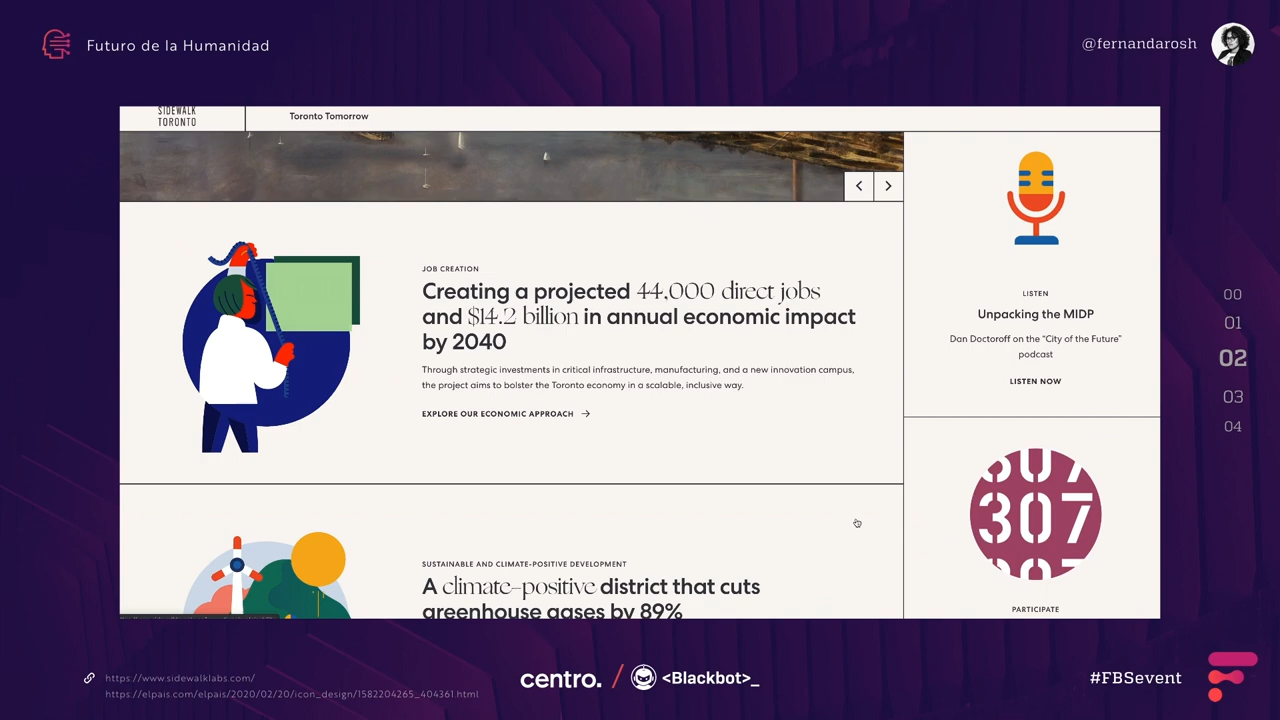 Futuro de la Humanidad
@fernandarosh
SIDEWALK
TORONTO
Toronto Tomorrow
JOB CREATION
Creating a projected 44,000 direct jobs
and $14.2 billion in annual economic impact
by 2040
Through strategic investments in critical infrastructure, manufacturing, and a new innovation campus,
the project aims to bolster the Toronto economy in a scalable, inclusive way.
EXPLORE OUR ECONOMIC APPROACH →
SUSTAINABLE AND CLIMATE-POSITIVE DEVELOPMENT
A climate-positive district that cuts
greenhouse gases by 89%
LISTEN
Unpacking the MIDP
Dan Doctoroff on the “City of the Future”
podcast
LISTEN NOW
307
307
307
PARTICIPATE
00
01
02
03
04
https://www.sidewalklabs.com/
https://elpais.com/elpais/2020/02/20/icon_design/1582204265_404361.html
centro. / <Blackbot>_
#FBSevent